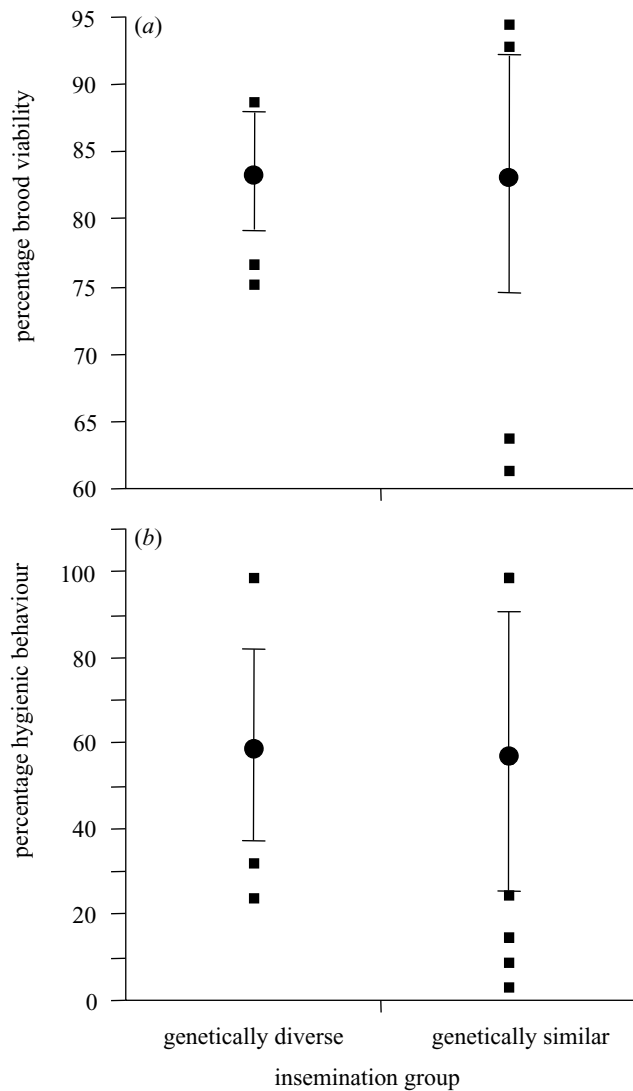 (a)
percentage brood viability
95
90
85
80
75
70
65
60
(b)
percentage hygienic behaviour
100
80
60
40
20
0
genetically diverse
genetically similar
insemination group